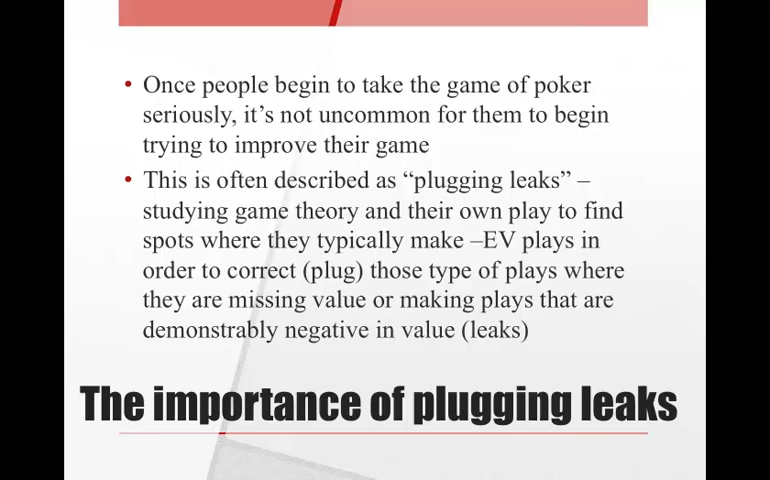 • Once people begin to take the game of poker
seriously, it’s not uncommon for them to begin
trying to improve their game
• This is often described as “plugging leaks” –
studying game theory and their own play to find
spots where they typically make –EV plays in
order to correct (plug) those type of plays where
they are missing value or making plays that are
demonstrably negative in value (leaks)
The importance of plugging leaks